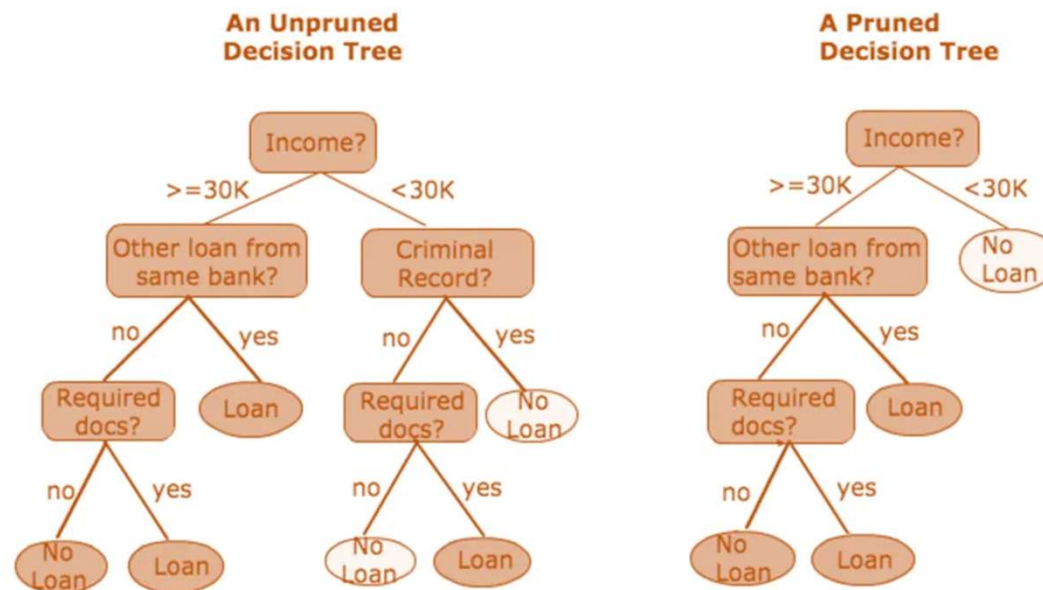 An Unpruned
Decision Tree
Income?
>=30K
<30K
Other loan from
same bank?
Criminal
Record?
no
yes
no
yes
Required
docs?
Loan
Required
docs?
No
Loan
no
yes
no
yes
No
Loan
Loan
No
Loan
Loan
A Pruned
Decision Tree
Income?
>=30K
<30K
Other loan from
same bank?
No
Loan
no
yes
Required
docs?
Loan
no
yes
No
Loan
Loan